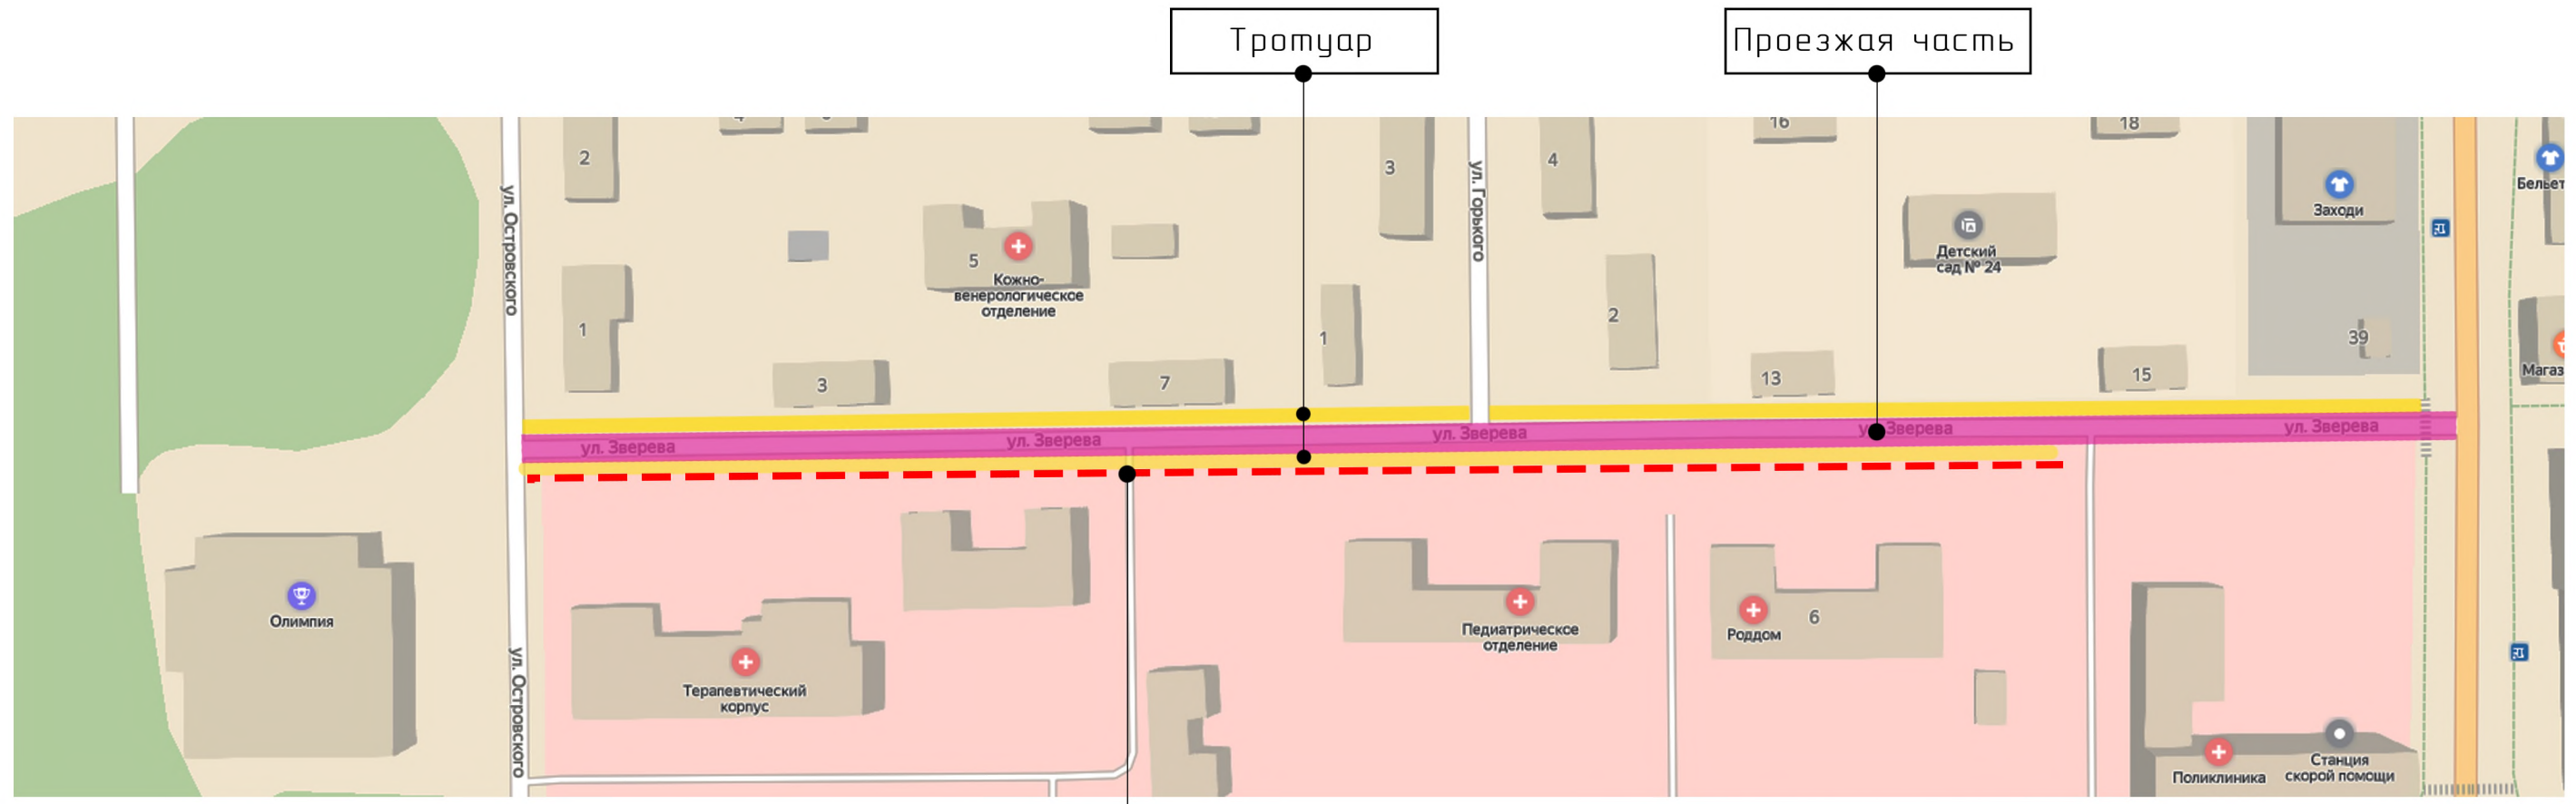 Тротуар
Проезжая часть
2
3
4
16
18
ул. Островского
ул. Горького
Заходи
5
Кожно-
венерологическое
отделение
Детский
сад № 24
1
3
7
1
2
13
15
39
ул. Зверева
ул. Зверева
ул. Зверева
ул. Зверева
ул. Зверева
Олимпия
ул. Островского
Терапевтический
корпус
Педиатрическое
отделение
Роддом
6
Поликлиника
Станция
скорой помощи